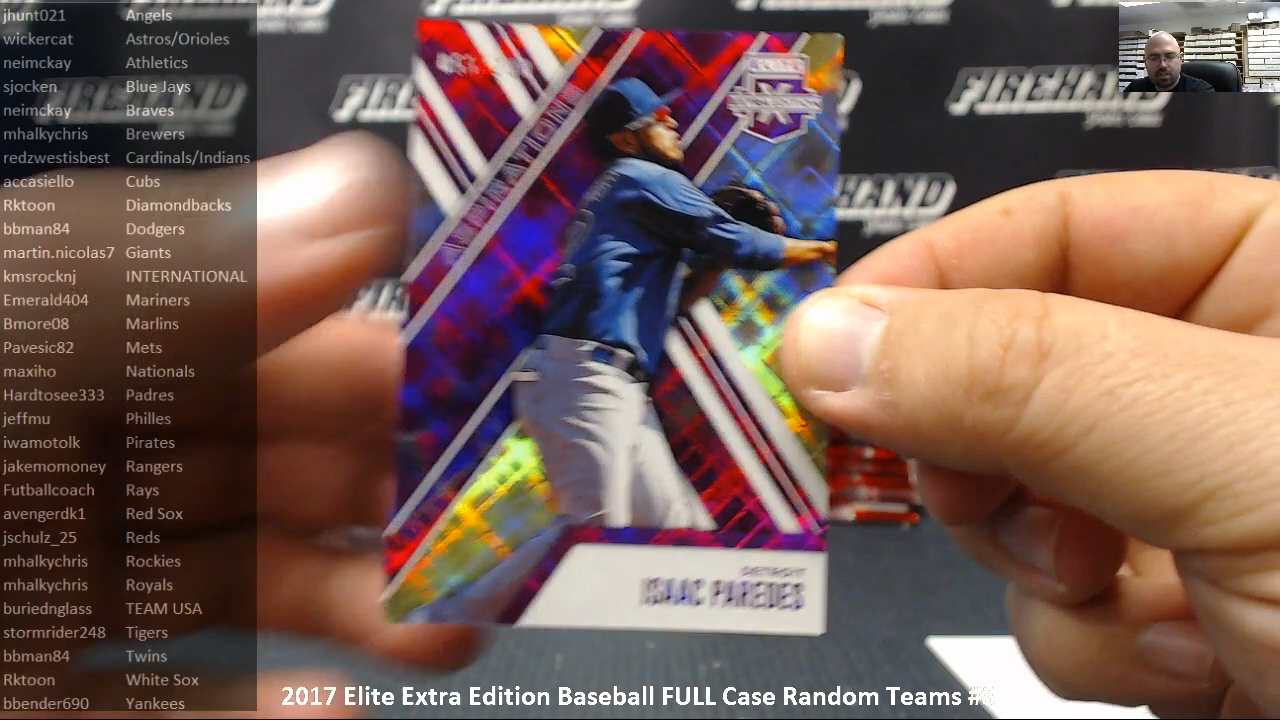 jhunt021 Angels
wickercat Astros/Orioles
neimckay Athletics
sjocken Blue Jays
neimckay Braves
mhalkychris Brewers
redzwestisbest Cardinals/Indians
accasiello Cubs
Rktoon Diamondbacks
bbman84 Dodgers
martin.nicolas7 Giants
kmsrocknj INTERNATIONAL
Emerald404 Mariners
Bmore08 Marlins
Pavesic82 Mets
maxiho Nationals
Hardtosee333 Padres
jeffmu Philles
iwamotolk Pirates
jakemomoney Rangers
Futballcoach Rays
avengerdk1 Red Sox
jschulz_25 Reds
mhalkychris Rockies
mhalkychris Royals
buriednglass TEAM USA
stormrider248 Tigers
bbman84 Twins
Rktoon White Sox
bbender690 Yankees
FIREHAND
FIREHAND
FIREHAND
ASPIRATIONS
DETROIT
ISAAC PAREDES
2017 Elite Extra Edition Baseball FULL Case Random Teams